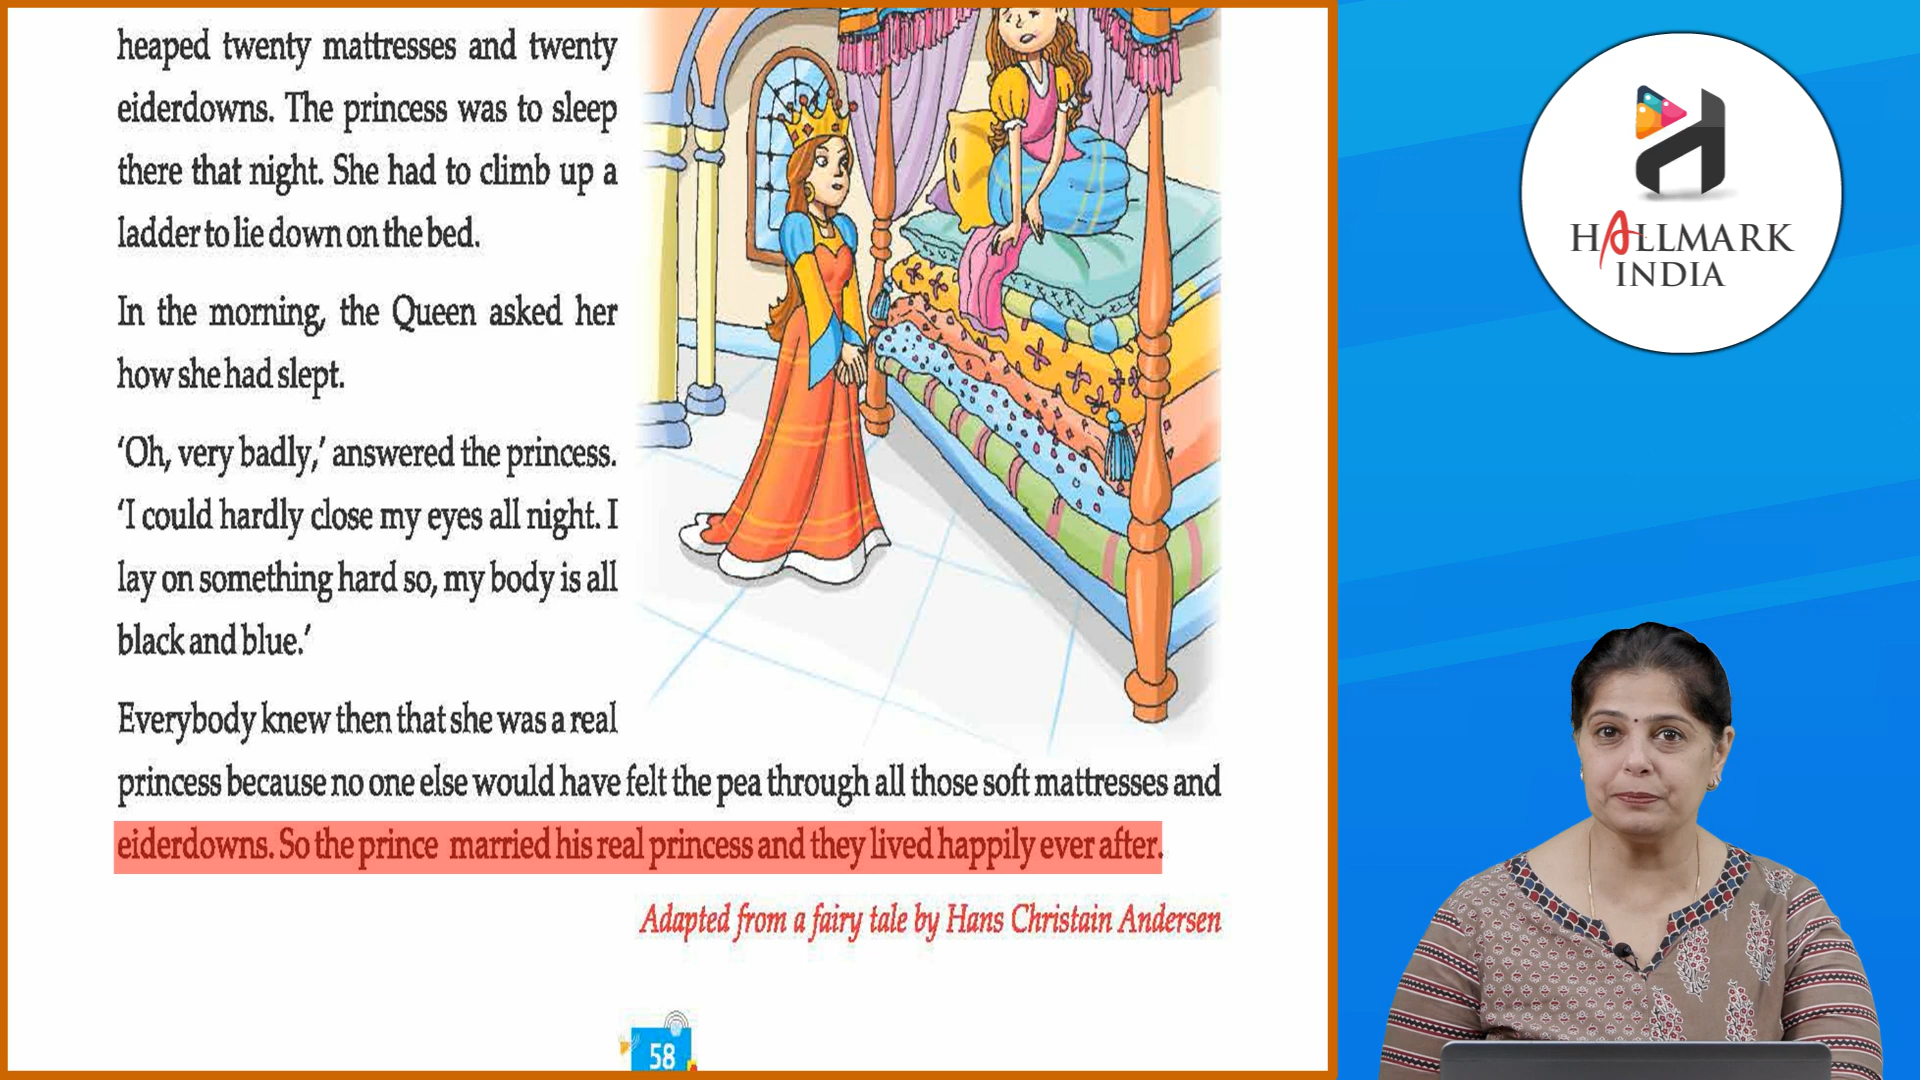 heaped twenty mattresses and twenty
eiderdowns. The princess was to sleep
there that night. She had to climb up a
ladder to lie down on the bed.
In the morning, the Queen asked her
how she had slept.
‘Oh, very badly,’ answered the princess.
‘I could hardly close my eyes all night. I
lay on something hard so, my body is all
black and blue.’
Everybody knew then that she was a real
princess because no one else would have felt the pea through all those soft mattresses and
eiderdowns. So the prince married his real princess and they lived happily ever after.
Adapted from a fairy tale by Hans Christain Andersen
58
HALLMARK
INDIA